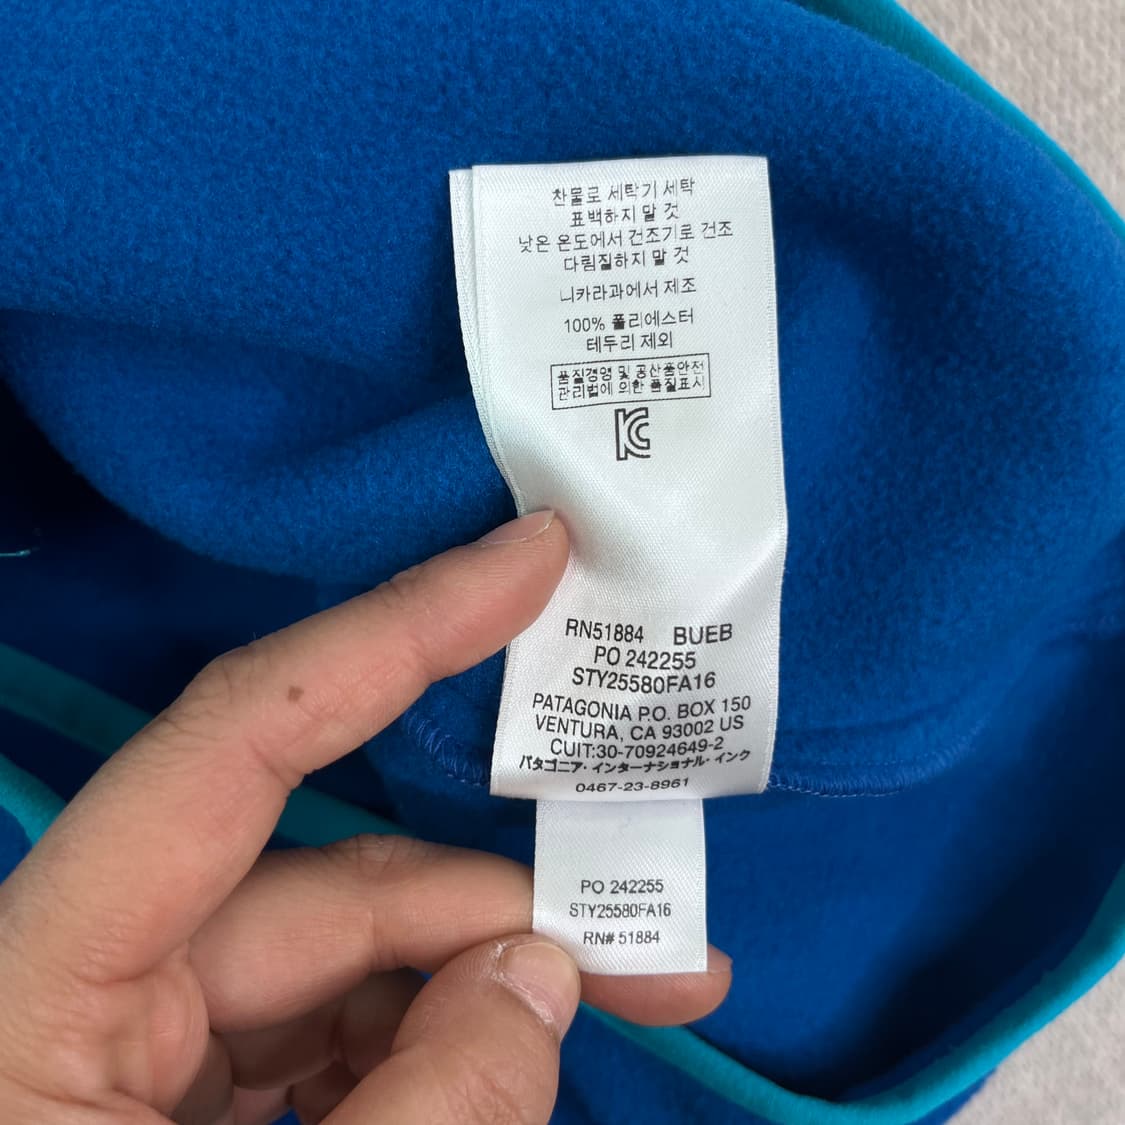 찬물로 세탁기 세탁
표백하지 말 것
낮은 온도에서 건조기로 건조
다림질하지 말 것
니카라과에서 제조
100% 폴리에스터
테두리 제외
품질경영 및 공산품안전
관리법에 의한 품질표시
KC
RN51884 BUEB
PO 242255
STY25580FA16
PATAGONIA P.O. BOX 150
VENTURA, CA 93002 US
CUIT:30-70924649-2
パタゴニア・インターナショナル・インク
0467-23-8961
PO 242255
STY25580FA16
RN# 51884